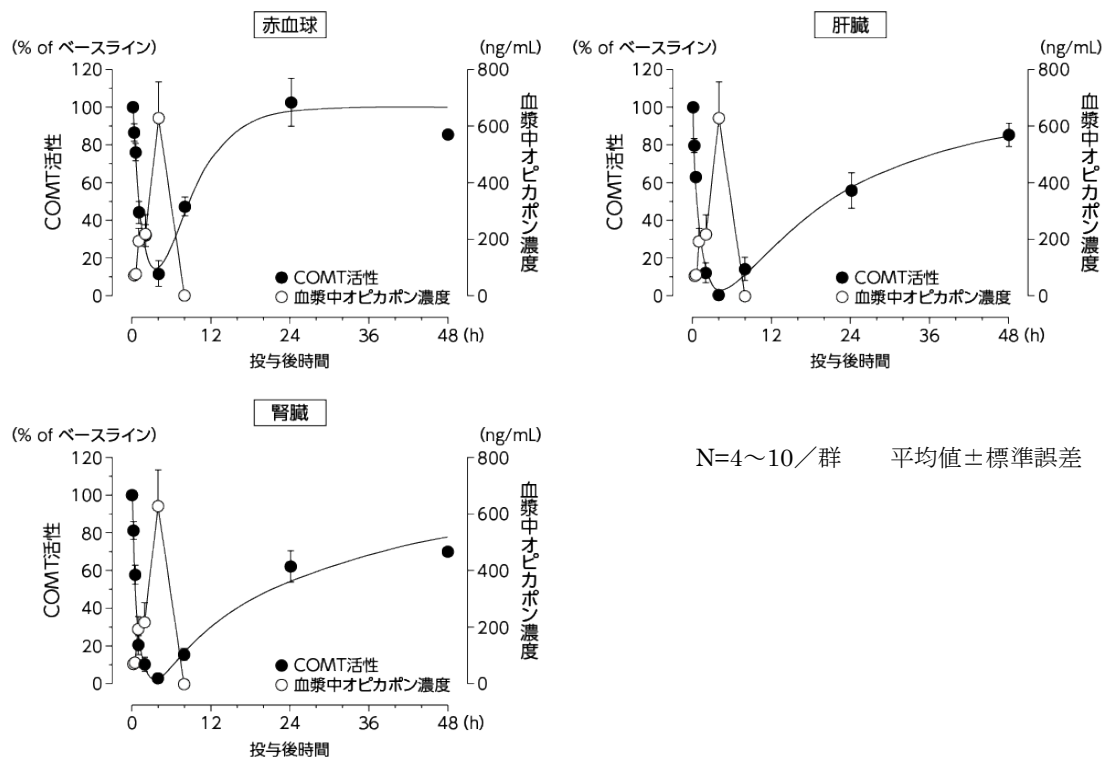 赤血球
(% of ベースライン) (ng/mL)
120 800
100
80 600
60 400
40
20 200
0 0
COMT活性
血漿中オピカポン濃度
●COMT活性
○血漿中オピカポン濃度
0 12 24 36 48 (h)
投与後時間
肝臓
(% of ベースライン) (ng/mL)
120 800
100
80 600
60 400
40
20 200
0 0
COMT活性
血漿中オピカポン濃度
●COMT活性
○血漿中オピカポン濃度
0 12 24 36 48 (h)
投与後時間
腎臓
(% of ベースライン) (ng/mL)
120 800
100
80 600
60 400
40
20 200
0 0
COMT活性
血漿中オピカポン濃度
●COMT活性
○血漿中オピカポン濃度
0 12 24 36 48 (h)
投与後時間
N=4～10／群　　平均値±標準誤差